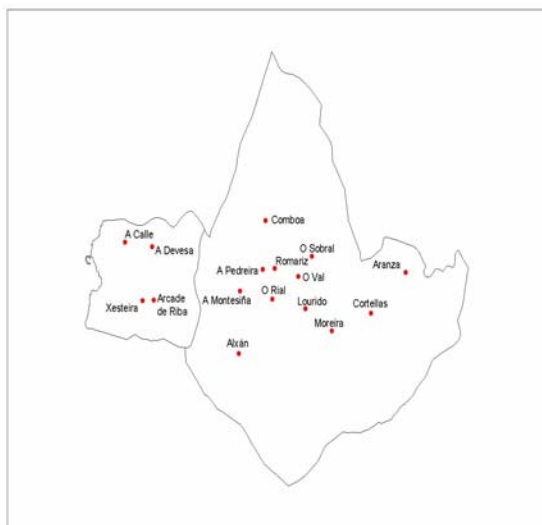 Comboa
A Calle
A Devesa
O Sobral
Romariz
A Pedreira
O Val
Aranza
A Montesiña
O Rial
Xesteira
Arcade
de Riba
Lourido
Cortellas
Moreira
Alxán